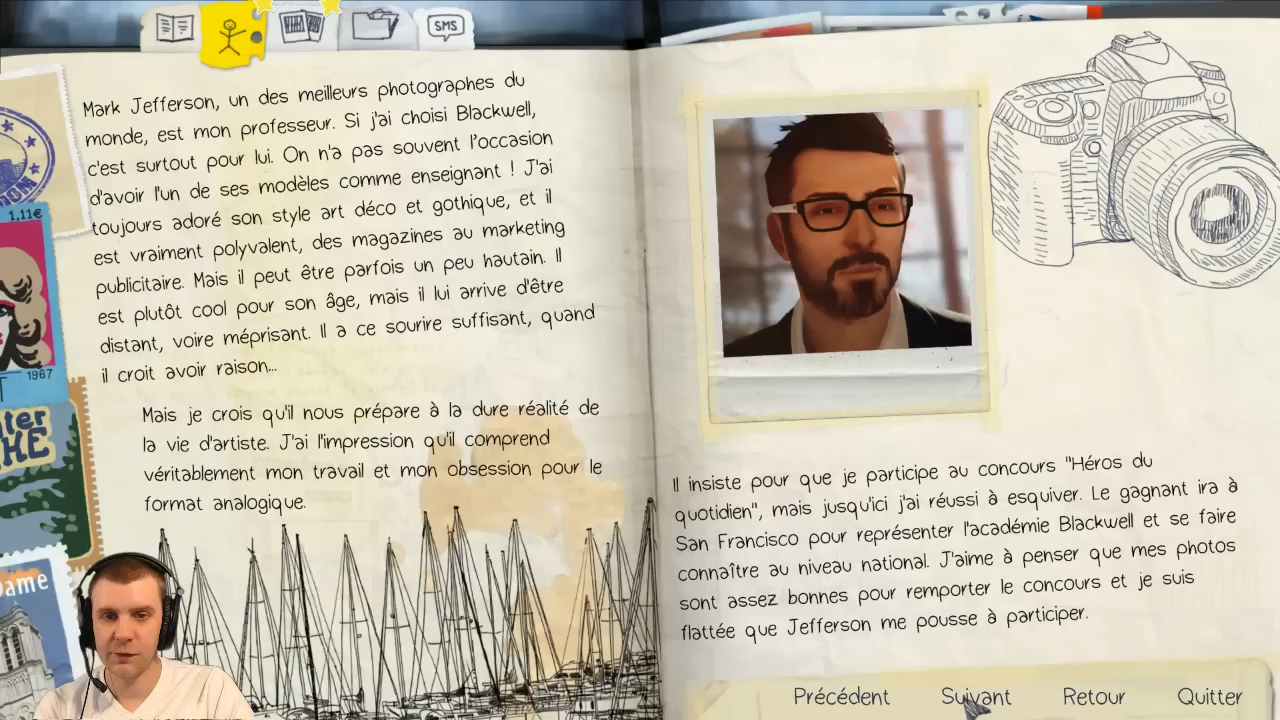 SMS
Mark Jefferson, un des meilleurs photographes du
monde, est mon professeur. Si j'ai choisi Blackwell,
c'est surtout pour lui. On n'a pas souvent l'occasion
d'avoir l'un de ses modèles comme enseignant ! J'ai
toujours adoré son style art déco et gothique, et il
est vraiment polyvalent, des magazines au marketing
publicitaire. Mais il peut être parfois un peu hautain. Il
est plutôt cool pour son âge, mais il lui arrive d'être
distant, voire méprisant. Il a ce sourire suffisant, quand
il croit avoir raison...
Mais je crois qu'il nous prépare à la dure réalité de
la vie d'artiste. J'ai l'impression qu'il comprend
véritablement mon travail et mon obsession pour le
format analogique.
1,11€
1967
Dame
Il insiste pour que je participe au concours "Héros du
quotidien", mais jusqu'ici j'ai réussi à esquiver. Le gagnant ira à
San Francisco pour représenter l'académie Blackwell et se faire
connaître au niveau national. J'aime à penser que mes photos
sont assez bonnes pour remporter le concours et je suis
flattée que Jefferson me pousse à participer.
Précédent Suivant Retour Quitter